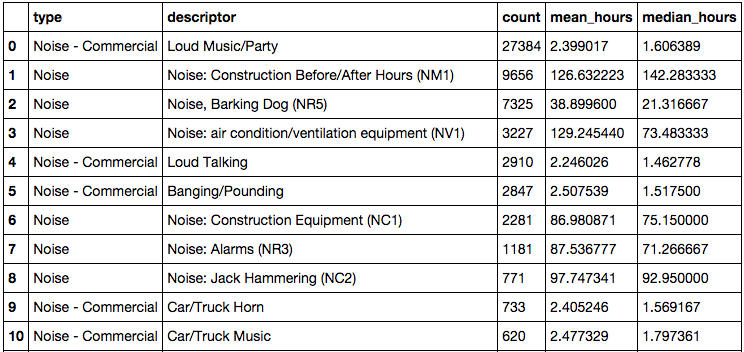 type descriptor count mean_hours median_hours
0 Noise - Commercial Loud Music/Party 27384 2.399017 1.606389
1 Noise Noise: Construction Before/After Hours (NM1) 9656 126.632223 142.283333
2 Noise Noise, Barking Dog (NR5) 7325 38.899600 21.316667
3 Noise Noise: air condition/ventilation equipment (NV1) 3227 129.245440 73.483333
4 Noise - Commercial Loud Talking 2910 2.246026 1.462778
5 Noise - Commercial Banging/Pounding 2847 2.507539 1.517500
6 Noise Noise: Construction Equipment (NC1) 2281 86.980871 75.150000
7 Noise Noise: Alarms (NR3) 1181 87.536777 71.266667
8 Noise Noise: Jack Hammering (NC2) 771 97.747341 92.950000
9 Noise - Commercial Car/Truck Horn 733 2.405246 1.569167
10 Noise - Commercial Car/Truck Music 620 2.477329 1.797361